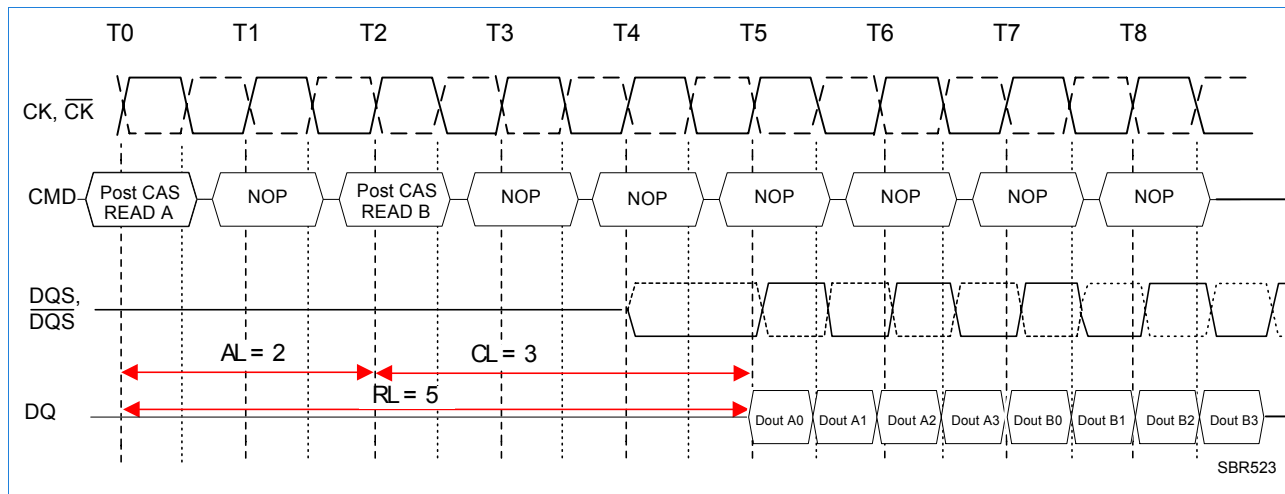 T0 T1 T2 T3 T4 T5 T6 T7 T8
CK, CK
CMD
Post CAS
READ A
NOP
Post CAS
READ B
NOP
NOP
NOP
NOP
NOP
NOP
DQS,
DQS
AL = 2
CL = 3
RL = 5
DQ
Dout A0 Dout A1 Dout A2 Dout A3 Dout B0 Dout B1 Dout B2 Dout B3
SBR523